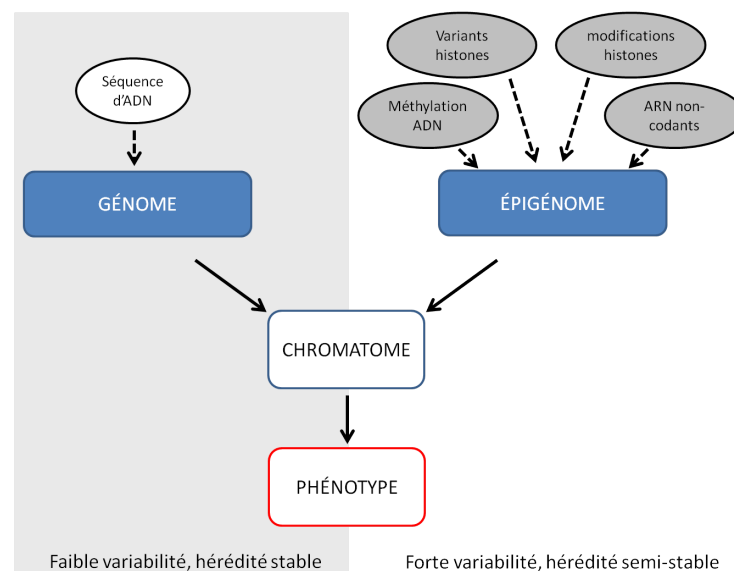 Séquence
d'ADN
GÉNOME
Variants
histones
modifications
histones
Méthylation
ADN
ARN non-
codants
ÉPIGÉNOME
CHROMATOME
PHÉNOTYPE
Faible variabilité, hérédité stable
Forte variabilité, hérédité semi-stable